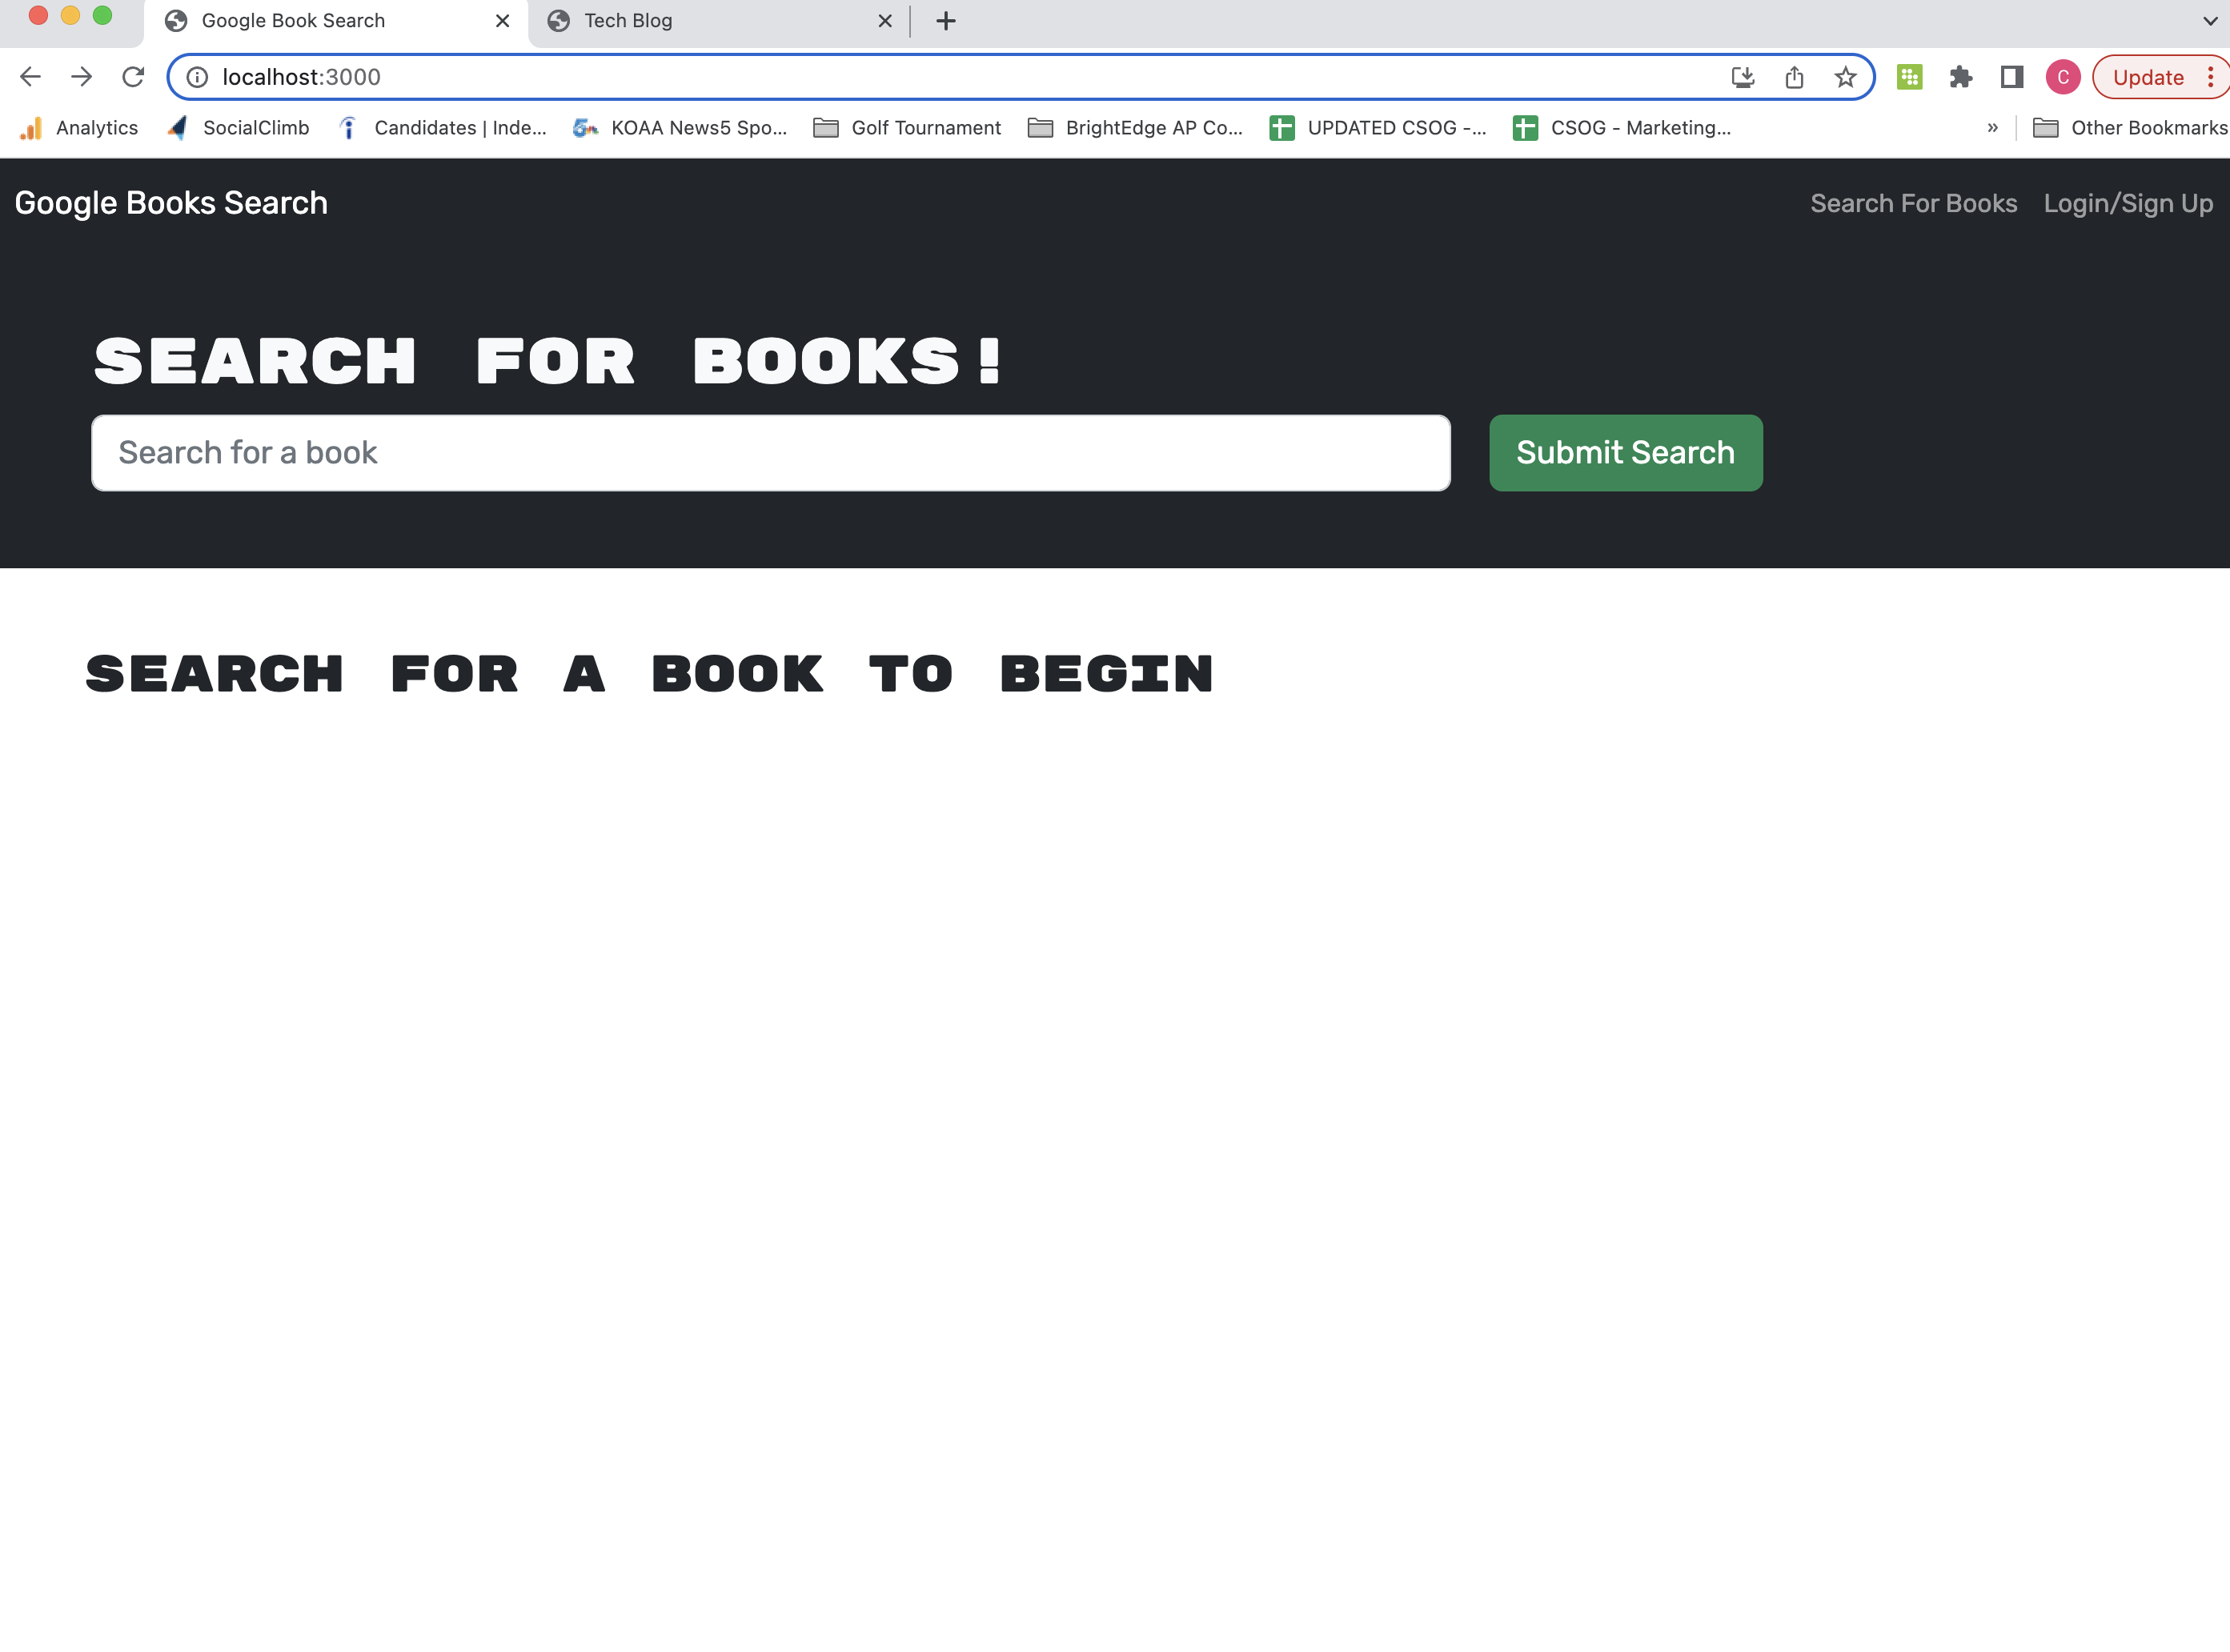 Google Book Search
Tech Blog
localhost:3000
C
Update
Analytics
SocialClimb
Candidates | Inde...
KOAA News5 Spo...
Golf Tournament
BrightEdge AP Co...
UPDATED CSOG -...
CSOG - Marketing...
»
Other Bookmarks
Google Books Search
Search For Books
Login/Sign Up
SEARCH FOR BOOKS!
Search for a book
Submit Search
SEARCH FOR A BOOK TO BEGIN